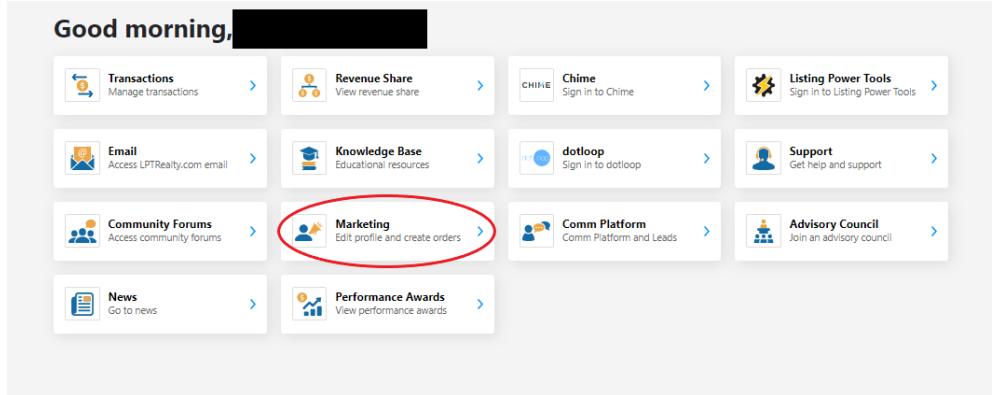 Good morning,
Transactions
Manage transactions
Revenue Share
View revenue share
CHIME
Chime
Sign in to Chime
Listing Power Tools
Sign in to Listing Power Tools
Email
Access LPTRealty.com email
Knowledge Base
Educational resources
dotloop
Sign in to dotloop
Support
Get help and support
Community Forums
Access community forums
Marketing
Edit profile and create orders
Comm Platform
Comm Platform and Leads
Advisory Council
Join an advisory council
News
Go to news
Performance Awards
View performance awards